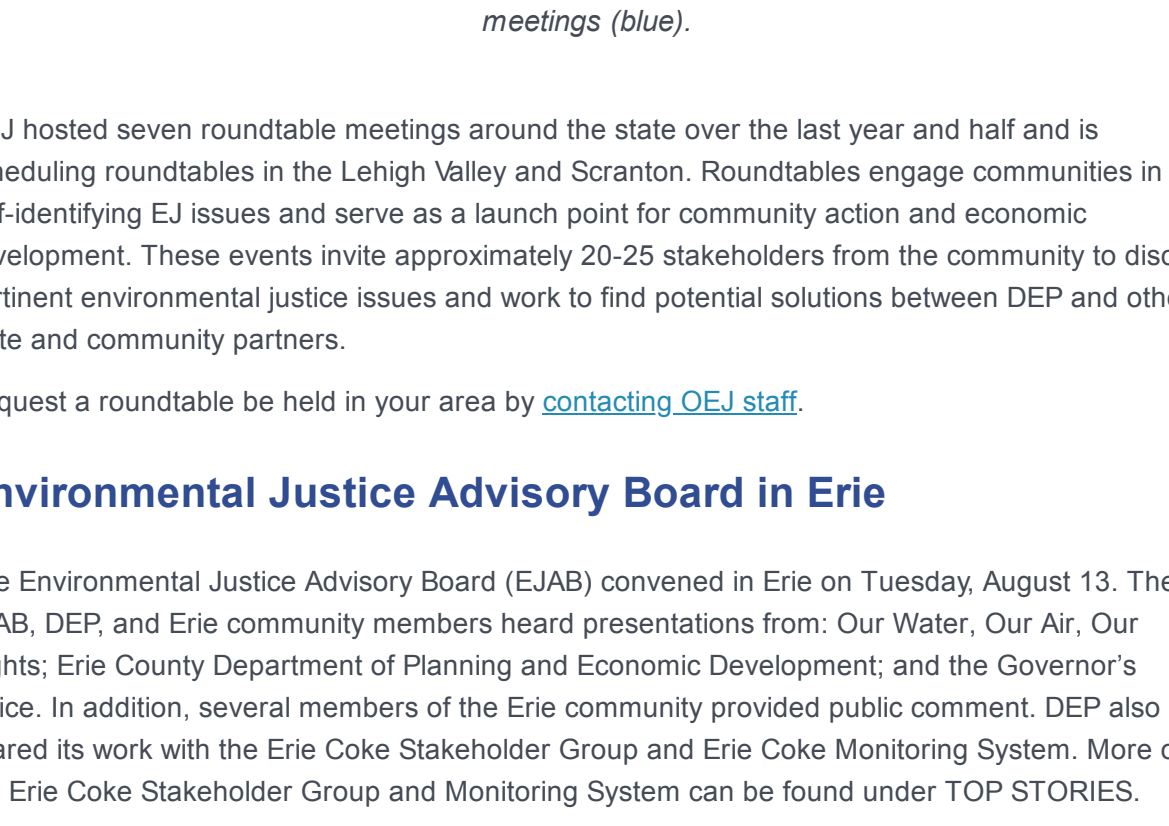 meetings (blue).
J hosted seven roundtable meetings around the state over the last year and half and is
heduling roundtables in the Lehigh Valley and Scranton. Roundtables engage communities in
f-identifying EJ issues and serve as a launch point for community action and economic
velopment. These events invite approximately 20-25 stakeholders from the community to disc
rtinent environmental justice issues and work to find potential solutions between DEP and othe
te and community partners.
quest a roundtable be held in your area by contacting OEJ staff.
nvironmental Justice Advisory Board in Erie
e Environmental Justice Advisory Board (EJAB) convened in Erie on Tuesday, August 13. The
AB, DEP, and Erie community members heard presentations from: Our Water, Our Air, Our
ghts; Erie County Department of Planning and Economic Development; and the Governor’s
ice. In addition, several members of the Erie community provided public comment. DEP also
ared its work with the Erie Coke Stakeholder Group and Erie Coke Monitoring System. More o
Erie Coke Stakeholder Group and Monitoring System can be found under TOP STORIES.